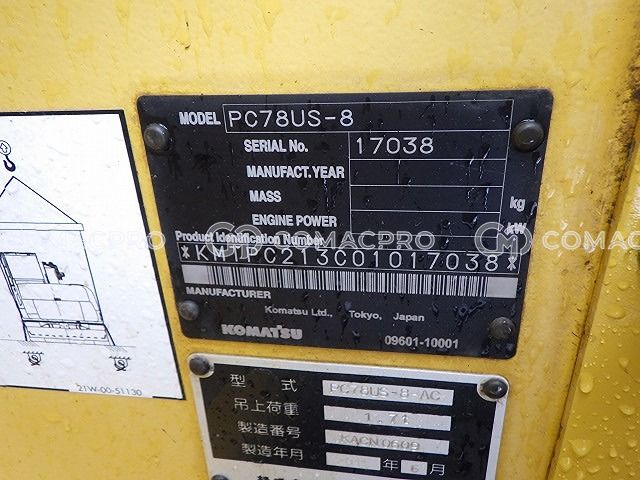 MODEL PC78US-8
SERIAL No. 17038
MANUFACT.YEAR
MASS kg
ENGINE POWER kW
Product Identification Number
*KMTPC213C01017038*
MANUFACTURER
Komatsu Ltd., Tokyo, Japan
KOMATSU 09601-10001
COMACPRO
COMACPRO
21W-00-51130
型式 PC78US-8-AC
吊上荷重 1.7t
製造番号 KACN0609
製造年月 年 6 月